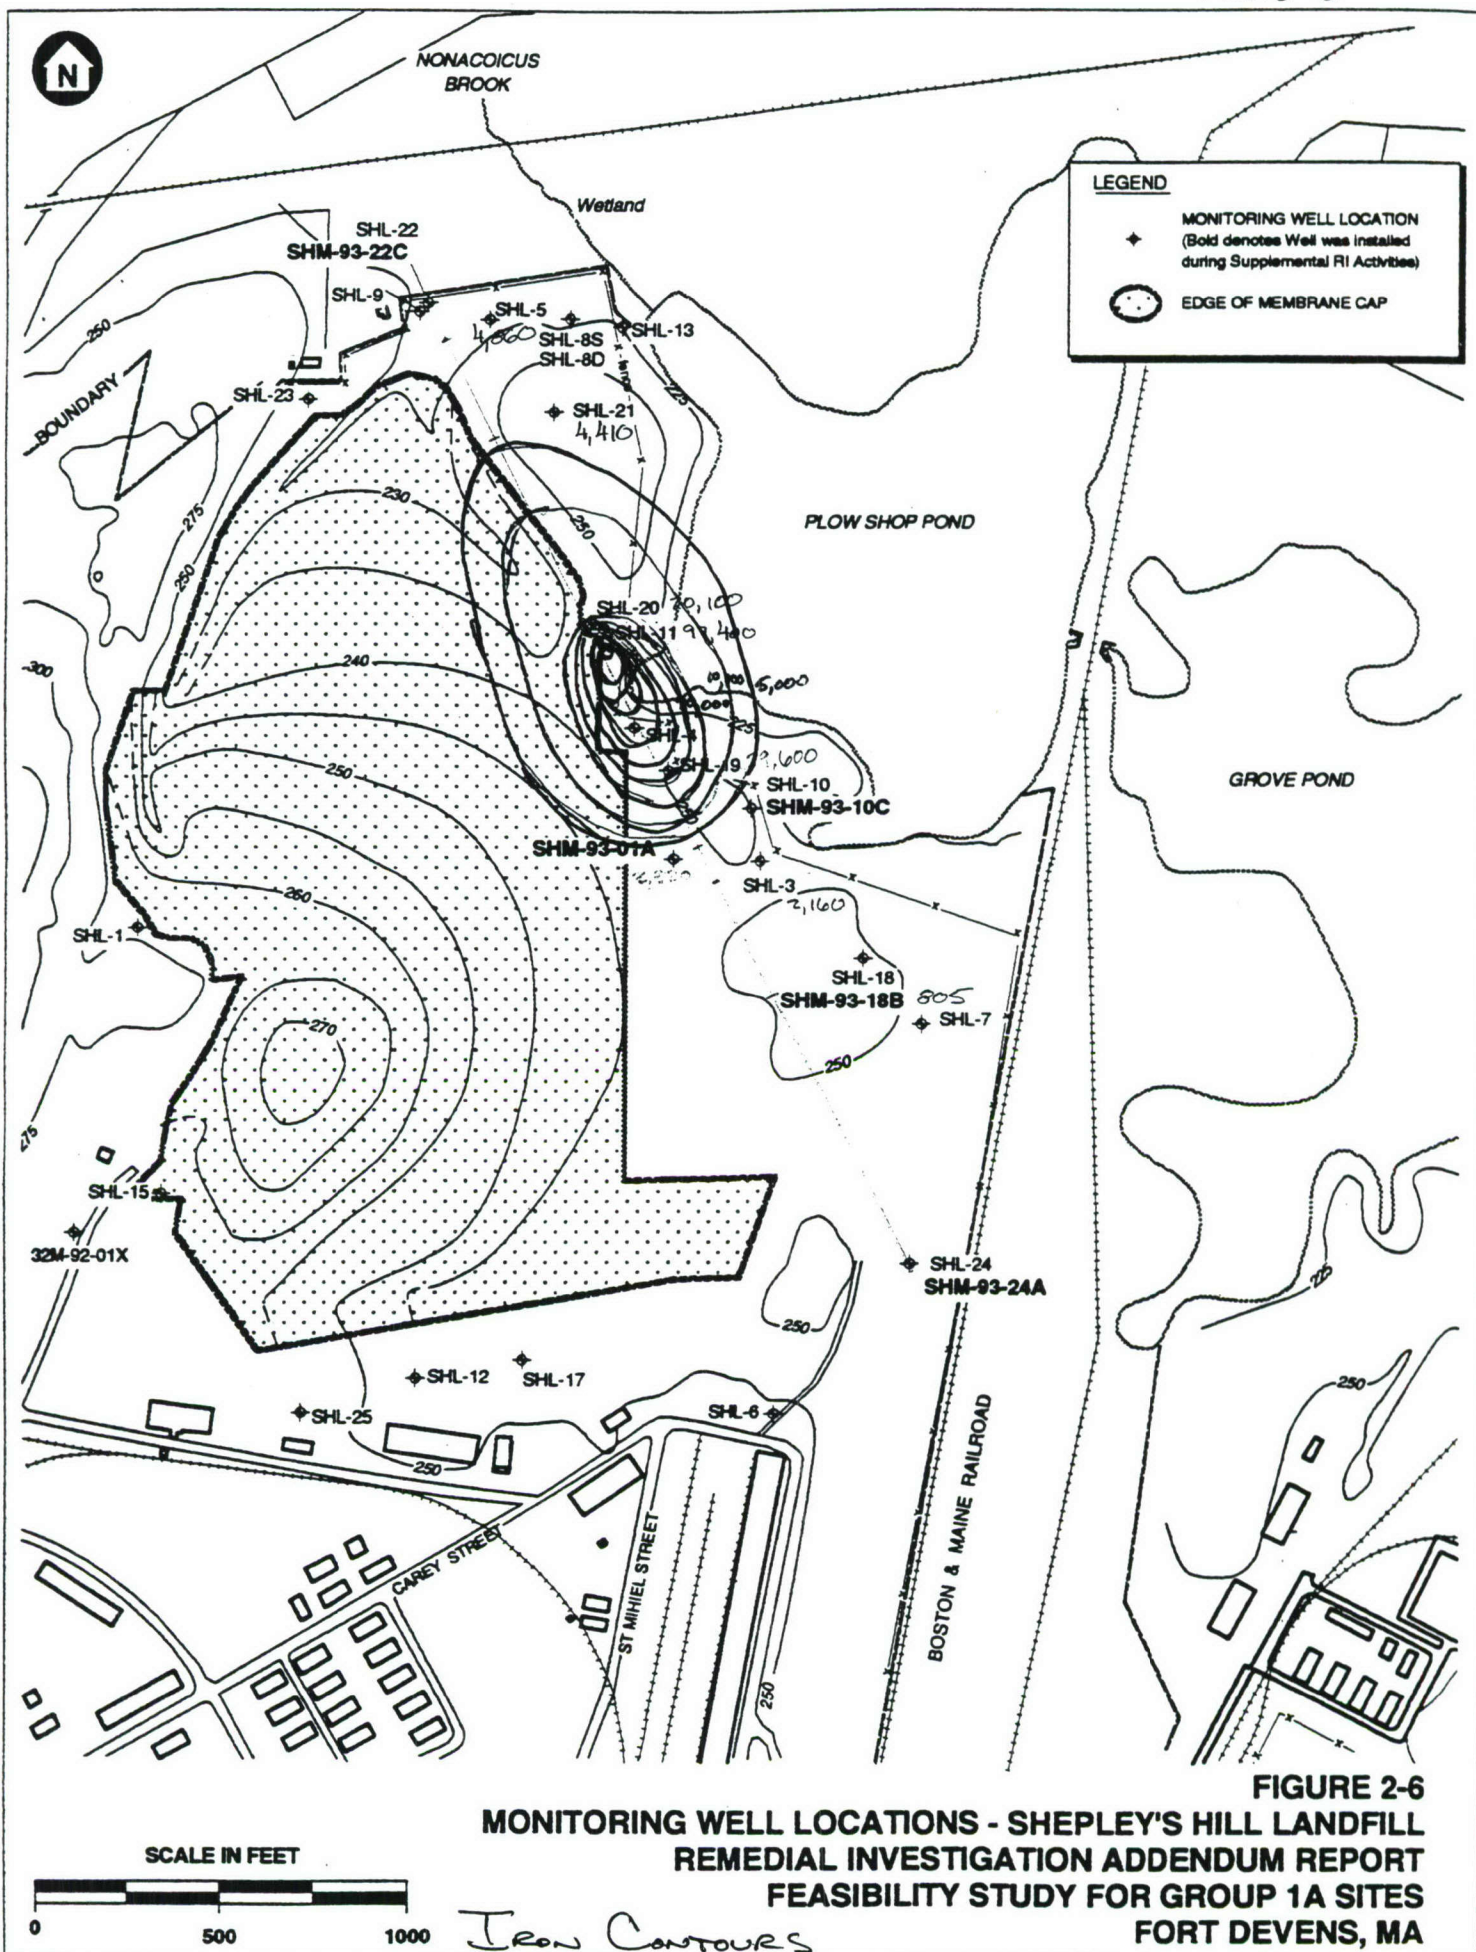 N
NONACOICUS
BROOK
LEGEND
MONITORING WELL LOCATION
(Bold denotes Well was installed
during Supplemental RI Activities)
EDGE OF MEMBRANE CAP
Wetland
SHL-22
SHM-93-22C
SHL-9
SHL-5
4,860
SHL-8S
SHL-8D
SHL-13
fence
250
BOUNDARY
SHL-23
225
SHL-21
4,410
275
230
250
PLOW SHOP POND
250
SHL-20
SHL-11
300
240
5,000
225
SHL-4
SHL-19
250
SHL-10
SHM-93-10C
GROVE POND
SHM-93-01A
SHL-3
2,160
260
SHL-1
SHL-18
SHM-93-18B 805
SHL-7
270
250
275
SHL-15
32M-92-01X
SHL-24
SHM-93-24A
225
250
SHL-12
SHL-17
250
SHL-25
SHL-6
250
CAREY STREET
ST MIHIEL STREET
BOSTON & MAINE RAILROAD
250
FIGURE 2-6
MONITORING WELL LOCATIONS - SHEPLEY'S HILL LANDFILL
REMEDIAL INVESTIGATION ADDENDUM REPORT
FEASIBILITY STUDY FOR GROUP 1A SITES
FORT DEVENS, MA
SCALE IN FEET
0 500 1000
IRON CONTOURS